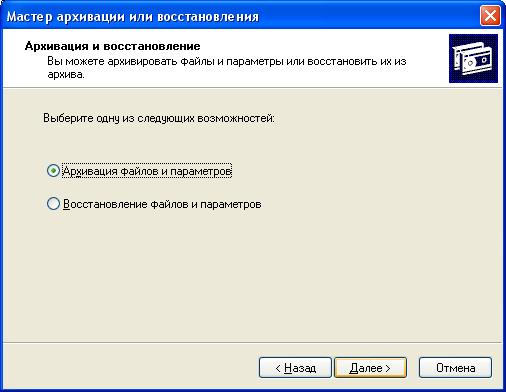 Мастер архивации или восстановления
Архивация и восстановление
Вы можете архивировать файлы и параметры или восстановить их из
архива.
Выберите одну из следующих возможностей:
Архивация файлов и параметров
Восстановление файлов и параметров
< Назад
Далее >
Отмена